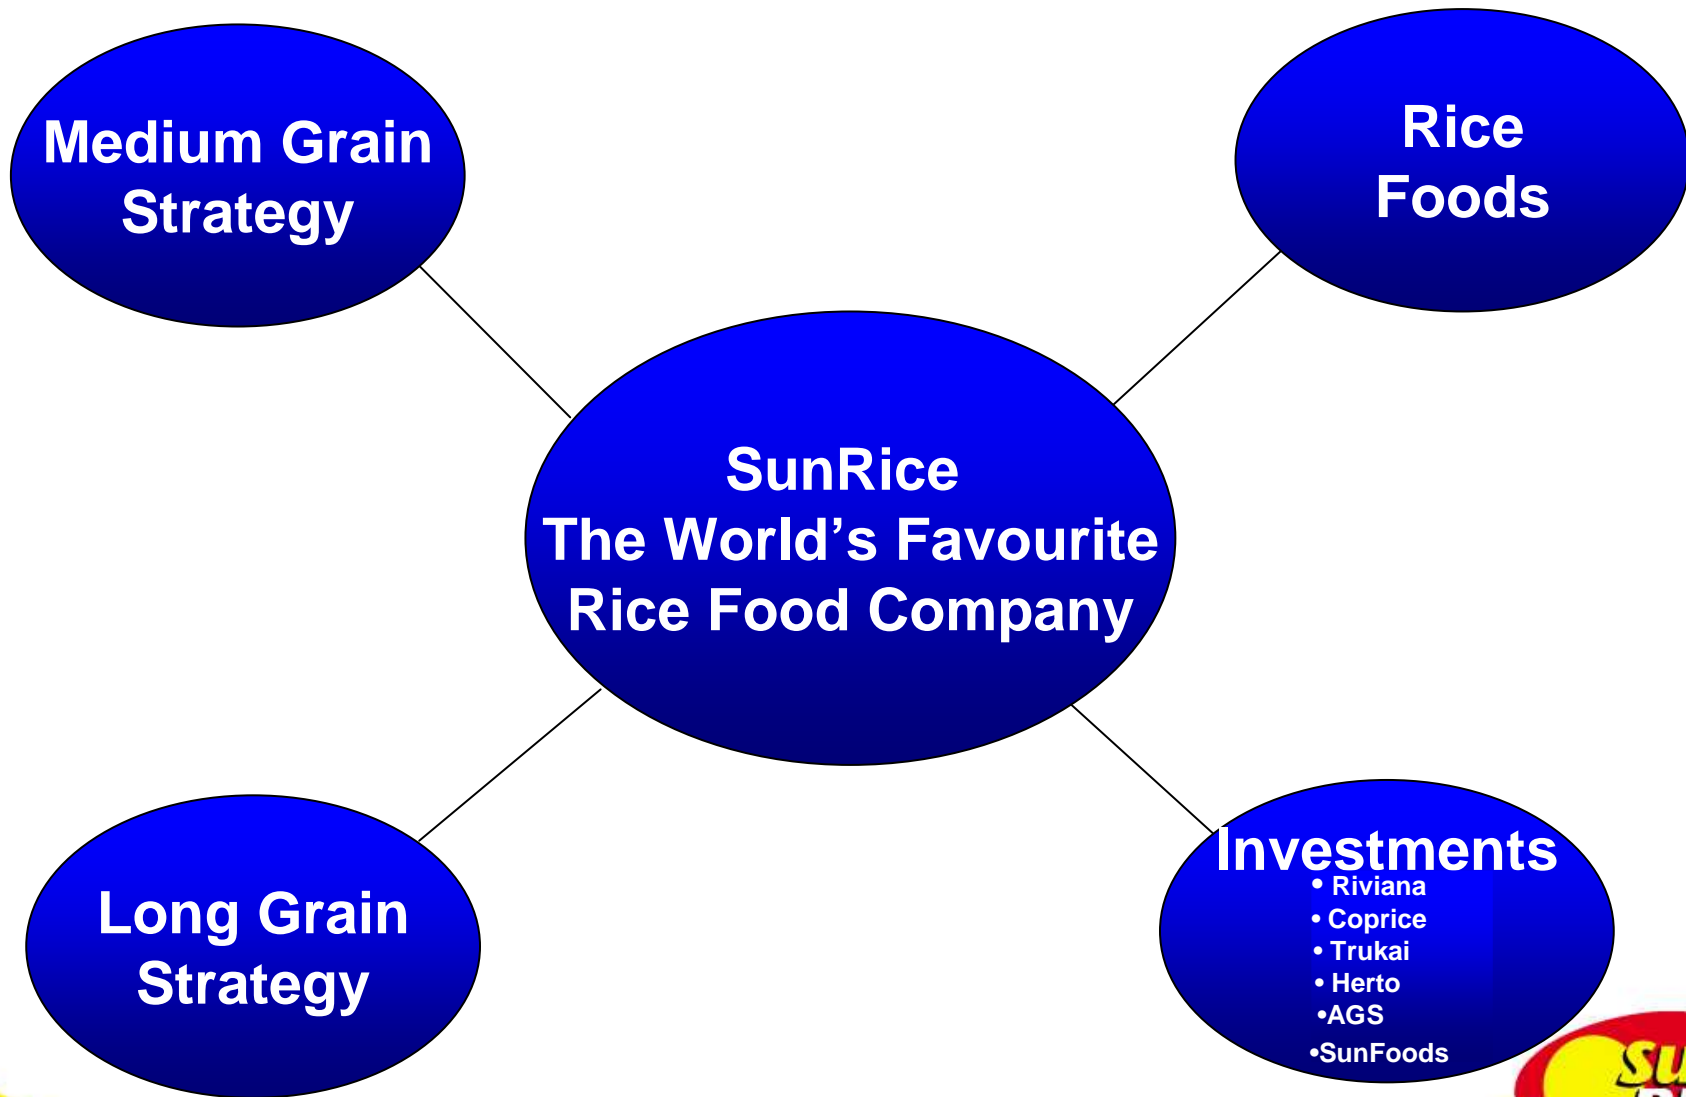 Medium Grain
Strategy
Rice
Foods
SunRice
The World’s Favourite
Rice Food Company
Long Grain
Strategy
Investments
• Riviana
• Coprice
• Trukai
• Herto
•AGS
•SunFoods